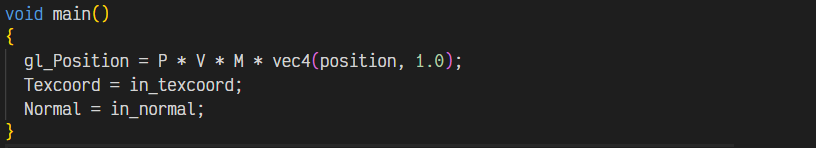 void main()
{
gl_Position = P * V * M * vec4(position, 1.0);
Texcoord = in_texcoord;
Normal = in_normal;
}